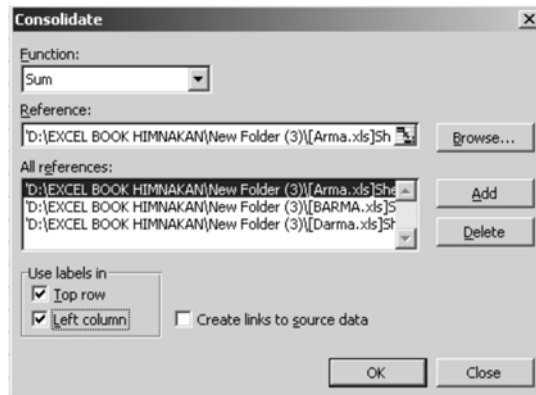 Consolidate
Function:
Sum
Reference:
'D:\EXCEL BOOK HIMNAKAN\New Folder (3)\[Arma.xls]Sh
Browse...
All references:
'D:\EXCEL BOOK HIMNAKAN\New Folder (3)\[Arma.xls]She
'D:\EXCEL BOOK HIMNAKAN\New Folder (3)\[BARMA.xls]S
'D:\EXCEL BOOK HIMNAKAN\New Folder (3)\[Darma.xls]Sh
Add
Delete
Use labels in
Top row
Left column
Create links to source data
OK
Close